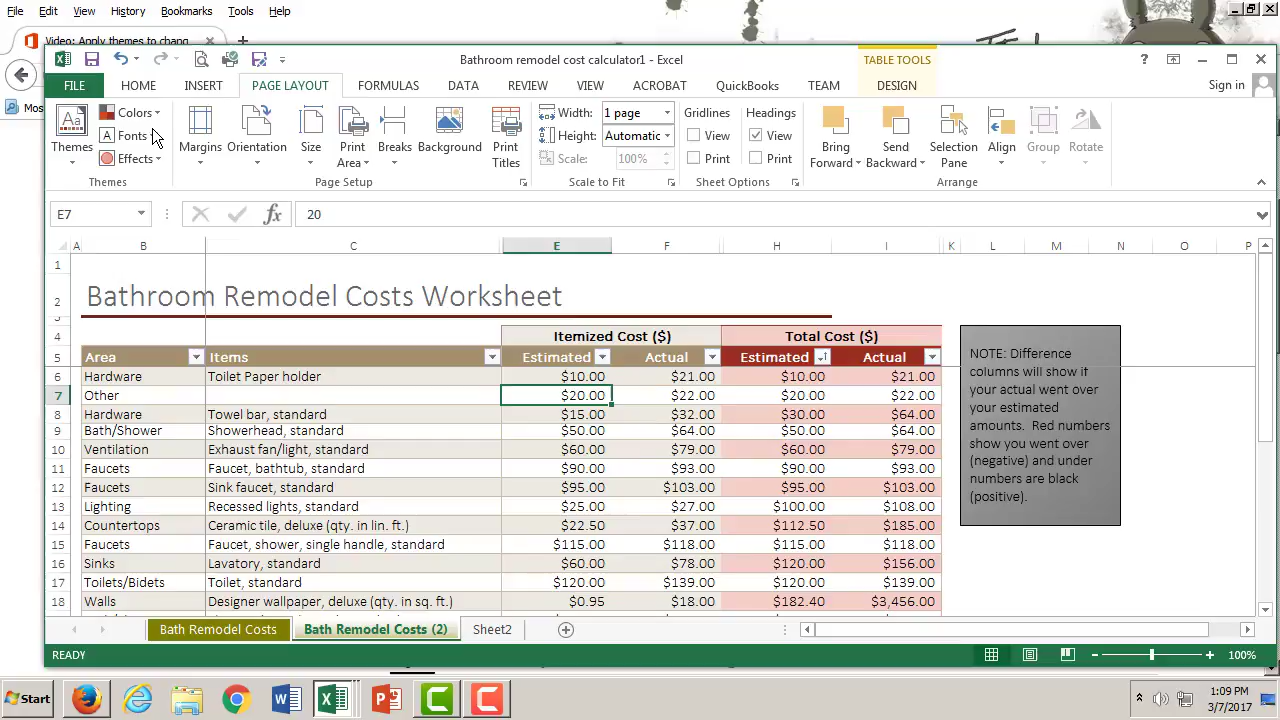 File Edit View History Bookmarks Tools Help
Video: Apply themes to chang
Bathroom remodel cost calculator1 - Excel
TABLE TOOLS
Sign in
FILE HOME INSERT PAGE LAYOUT FORMULAS DATA REVIEW VIEW ACROBAT QuickBooks TEAM DESIGN
Mos
Themes
Aa
Colors
A Fonts
Effects
Themes
Margins
Orientation
Size
Print Area
Breaks
Background
Print Titles
Page Setup
Width: 1 page
Height: Automatic
Scale: 100%
Scale to Fit
Gridlines
View
Print
Headings
View
Print
Sheet Options
Bring Forward
Send Backward
Selection Pane
Align
Group
Rotate
Arrange
E7 fx 20
A B C E F H I K L M N O P
1
2 Bathroom Remodel Costs Worksheet
3
4 Itemized Cost ($) Total Cost ($)
5 Area Items Estimated Actual Estimated Actual
6 Hardware Toilet Paper holder $10.00 $21.00 $10.00 $21.00
7 Other $20.00 $22.00 $20.00 $22.00
8 Hardware Towel bar, standard $15.00 $32.00 $30.00 $64.00
9 Bath/Shower Showerhead, standard $50.00 $64.00 $50.00 $64.00
10 Ventilation Exhaust fan/light, standard $60.00 $79.00 $60.00 $79.00
11 Faucets Faucet, bathtub, standard $90.00 $93.00 $90.00 $93.00
12 Faucets Sink faucet, standard $95.00 $103.00 $95.00 $103.00
13 Lighting Recessed lights, standard $25.00 $27.00 $100.00 $108.00
14 Countertops Ceramic tile, deluxe (qty. in lin. ft.) $22.50 $37.00 $112.50 $185.00
15 Faucets Faucet, shower, single handle, standard $115.00 $118.00 $115.00 $118.00
16 Sinks Lavatory, standard $60.00 $78.00 $120.00 $156.00
17 Toilets/Bidets Toilet, standard $120.00 $139.00 $120.00 $139.00
18 Walls Designer wallpaper, deluxe (qty. in sq. ft.) $0.95 $18.00 $182.40 $3,456.00
NOTE: Difference
columns will show if
your actual went over
your estimated
amounts. Red numbers
show you went over
(negative) and under
numbers are black
(positive).
Bath Remodel Costs Bath Remodel Costs (2) Sheet2
READY 100%
Start
1:09 PM
3/7/2017